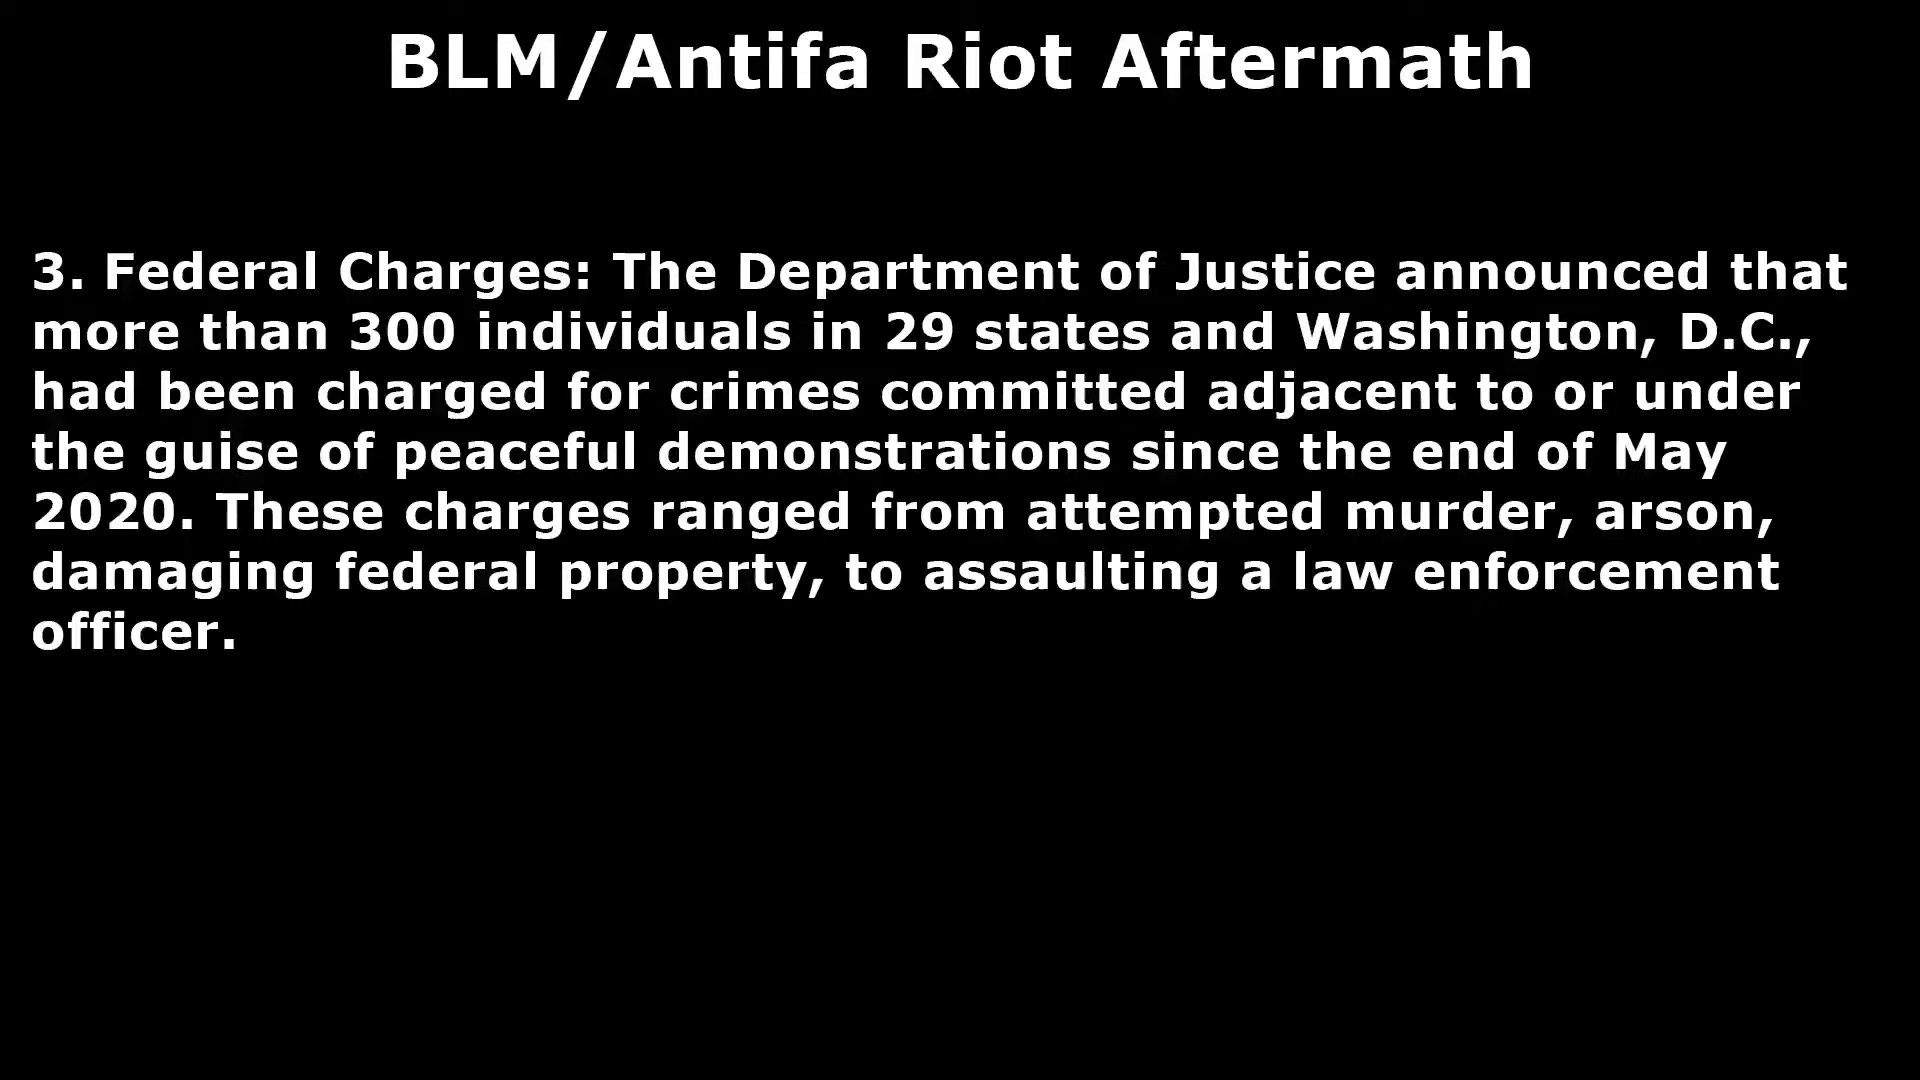 BLM/Antifa Riot Aftermath
3. Federal Charges: The Department of Justice announced that
more than 300 individuals in 29 states and Washington, D.C.,
had been charged for crimes committed adjacent to or under
the guise of peaceful demonstrations since the end of May
2020. These charges ranged from attempted murder, arson,
damaging federal property, to assaulting a law enforcement
officer.